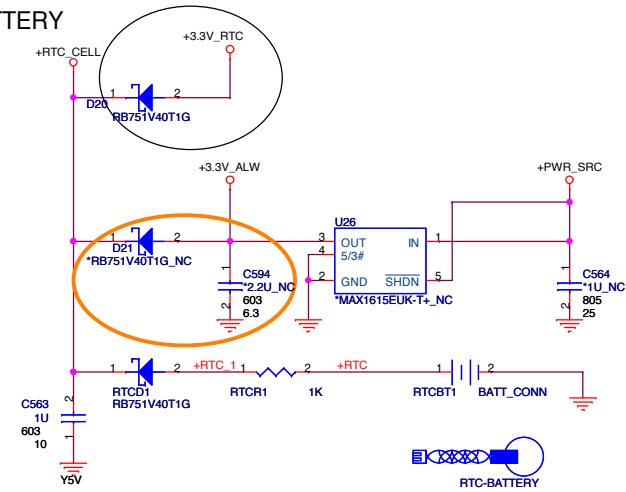 TTERY
+RTC_CELL
+3.3V_RTC
1
2
D20
RB751V40T1G
+3.3V_ALW
+PWR_SRC
U26
1
2
D21
*RB751V40T1G_NC
3
OUT
IN
1
4
5/3#
2
GND
SHDN
5
*MAX1615EUK-T+_NC
1
C594
*2.2U_NC
2
603
6.3
1
C564
*1U_NC
2
805
25
1
2
+RTC_1
1
2
+RTC
1
2
RTCD1
RB751V40T1G
RTCR1
1K
RTCBT1
BATT_CONN
2
C563
1U
603
1
10
Y5V
RTC-BATTERY